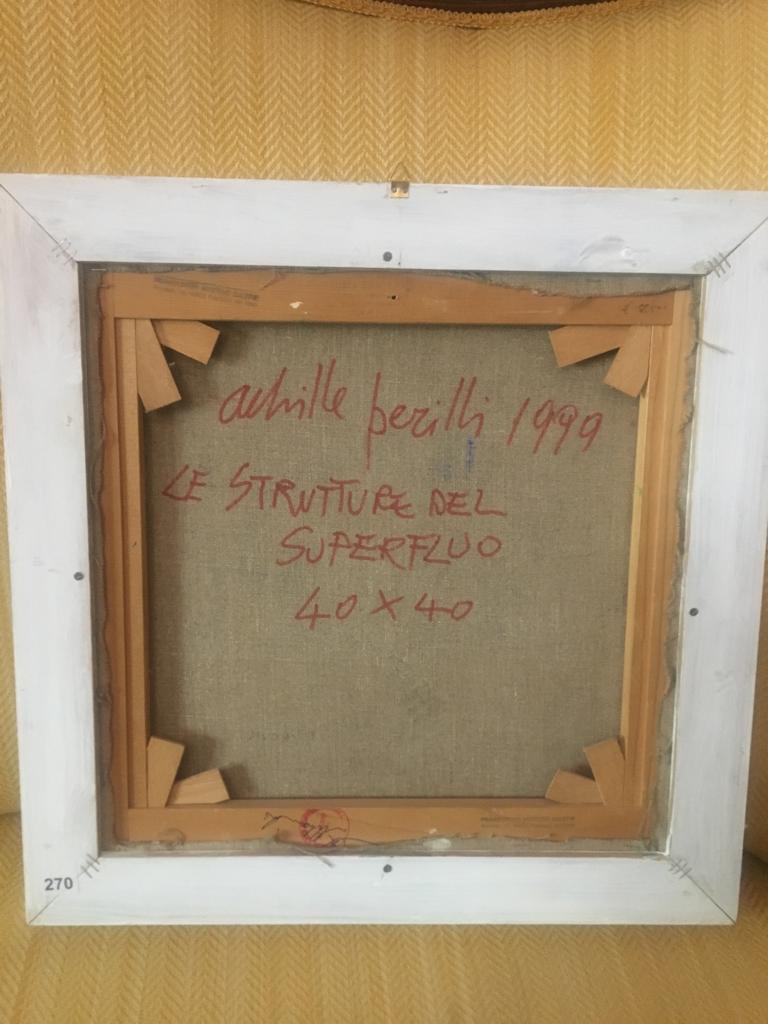 achille perilli 1999
LE STRUTTURE DEL
SUPERFLUO
40 X 40
270